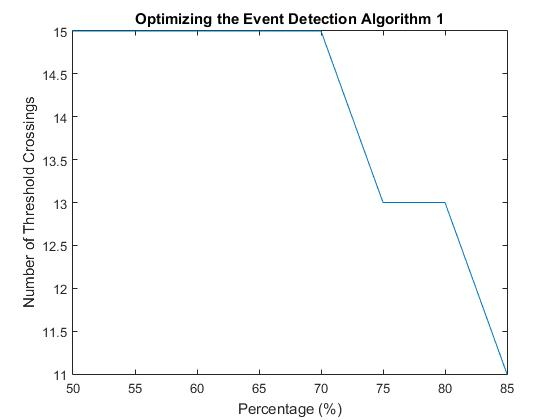 Optimizing the Event Detection Algorithm 1
15
14.5
14
13.5
13
12.5
12
11.5
11
Number of Threshold Crossings
50 55 60 65 70 75 80 85
Percentage (%)